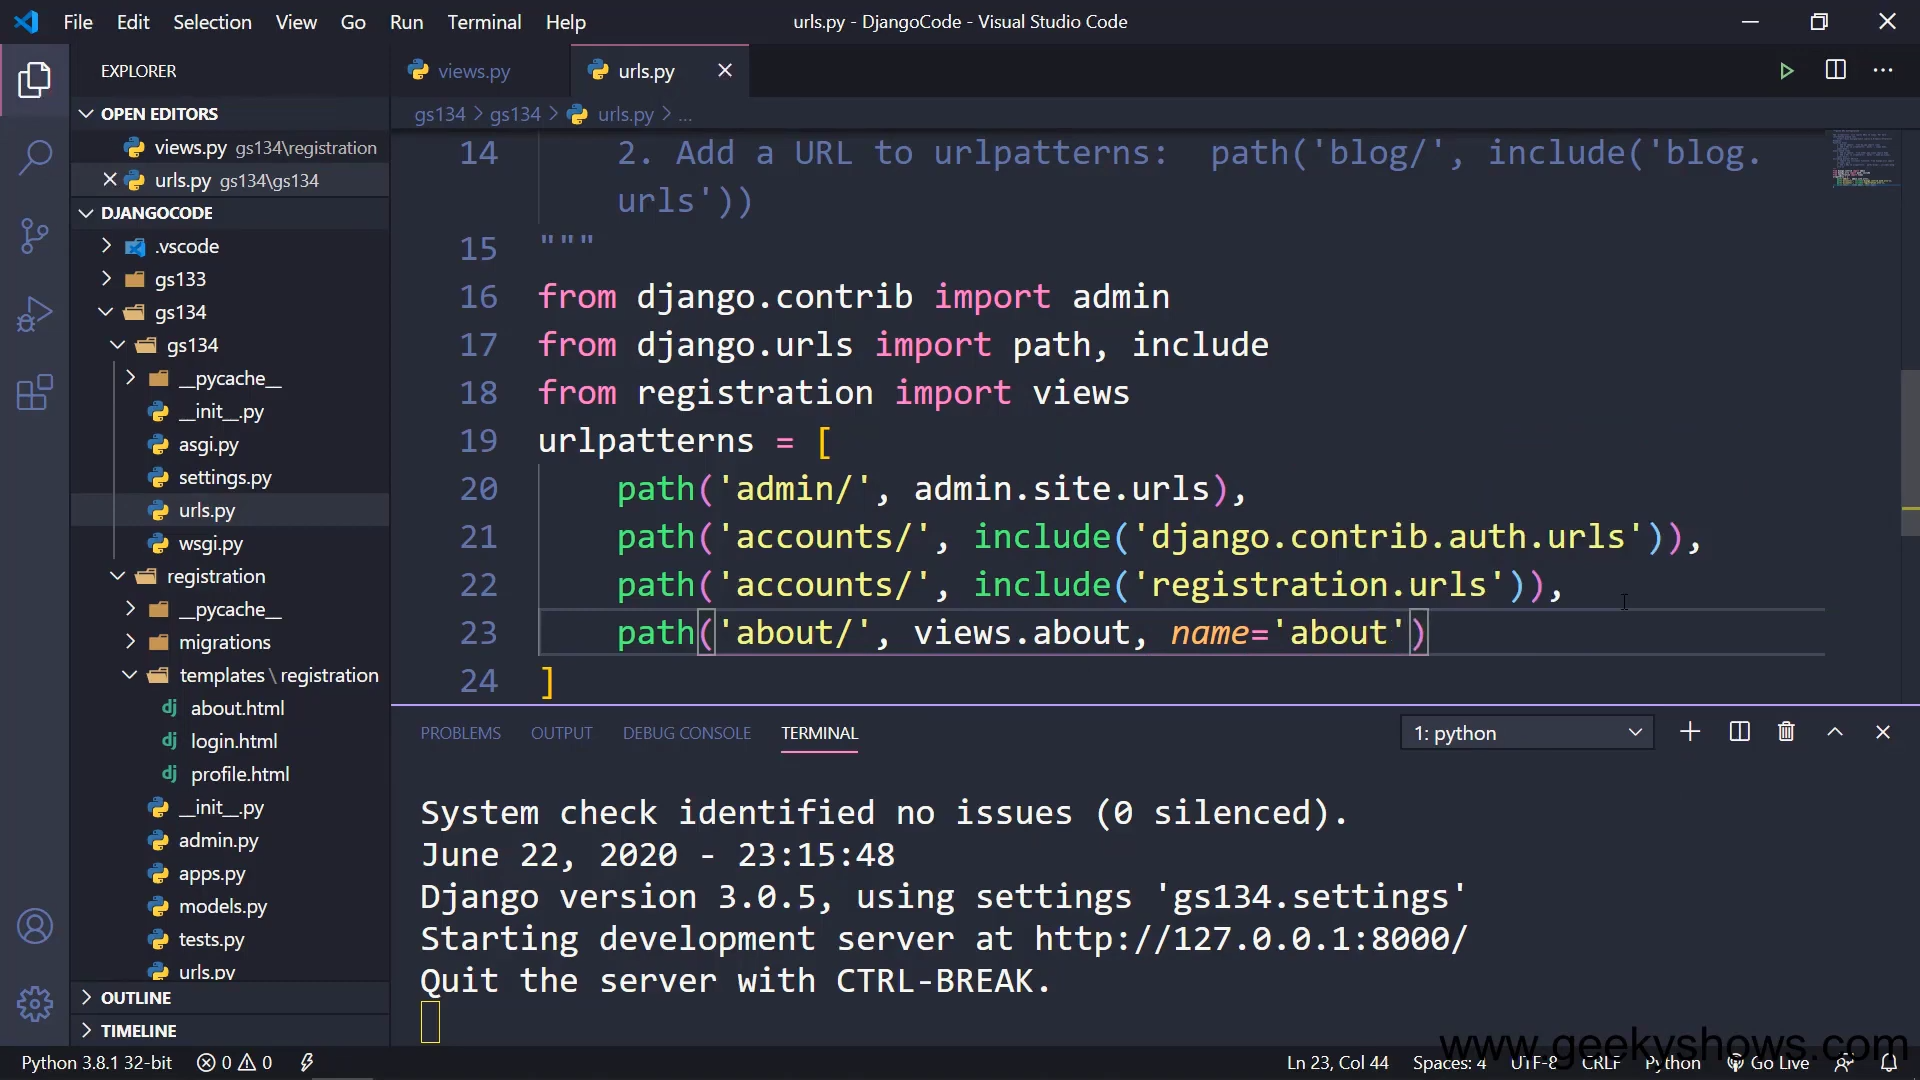 File Edit Selection View Go Run Terminal Help
urls.py - DjangoCode - Visual Studio Code
EXPLORER
OPEN EDITORS
views.py gs134\registration
urls.py gs134\gs134
DJANGOCODE
.vscode
gs133
gs134
gs134
__pycache__
__init__.py
asgi.py
settings.py
urls.py
wsgi.py
registration
__pycache__
migrations
templates\registration
about.html
login.html
profile.html
__init__.py
admin.py
apps.py
models.py
tests.py
urls.py
OUTLINE
TIMELINE
views.py urls.py
gs134 > gs134 > urls.py > ...
14 2. Add a URL to urlpatterns:  path('blog/', include('blog.
urls'))
15 """
16 from django.contrib import admin
17 from django.urls import path, include
18 from registration import views
19 urlpatterns = [
20 path('admin/', admin.site.urls),
21 path('accounts/', include('django.contrib.auth.urls')),
22 path('accounts/', include('registration.urls')),
23 path('about/', views.about, name='about')
24 ]
PROBLEMS OUTPUT DEBUG CONSOLE TERMINAL 1: python
System check identified no issues (0 silenced).
June 22, 2020 - 23:15:48
Django version 3.0.5, using settings 'gs134.settings'
Starting development server at http://127.0.0.1:8000/
Quit the server with CTRL-BREAK.
www.geekyshows.com
Python 3.8.1 32-bit 0 0 Ln 23, Col 44 Spaces: 4 UTF-8 CRLF Python Go Live